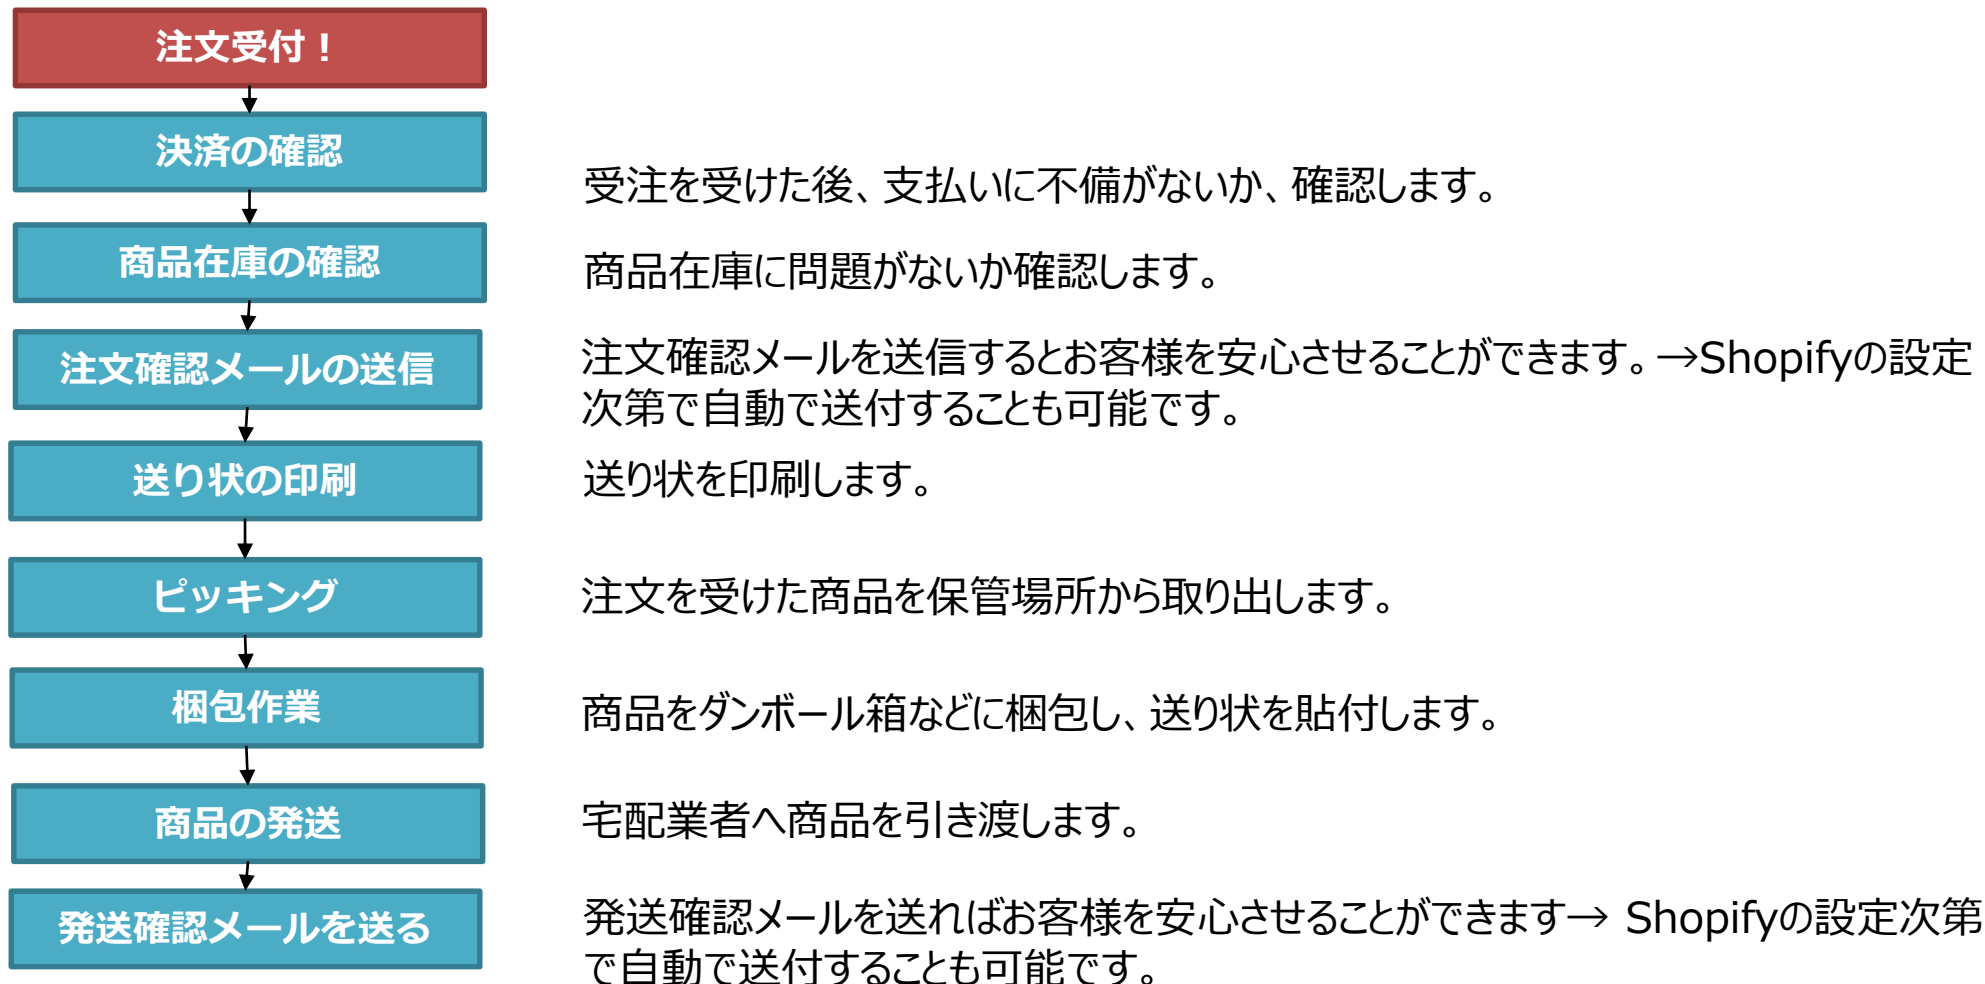 注文受付！
決済の確認
受注を受けた後、支払いに不備がないか、確認します。
商品在庫の確認
商品在庫に問題がないか確認します。
注文確認メールの送信
注文確認メールを送信するとお客様を安心させることができます。→Shopifyの設定
次第で自動で送付することも可能です。
送り状の印刷
送り状を印刷します。
ピッキング
注文を受けた商品を保管場所から取り出します。
梱包作業
商品をダンボール箱などに梱包し、送り状を貼付します。
商品の発送
宅配業者へ商品を引き渡します。
発送確認メールを送る
発送確認メールを送ればお客様を安心させることができます→ Shopifyの設定次第
で自動で送付することも可能です。